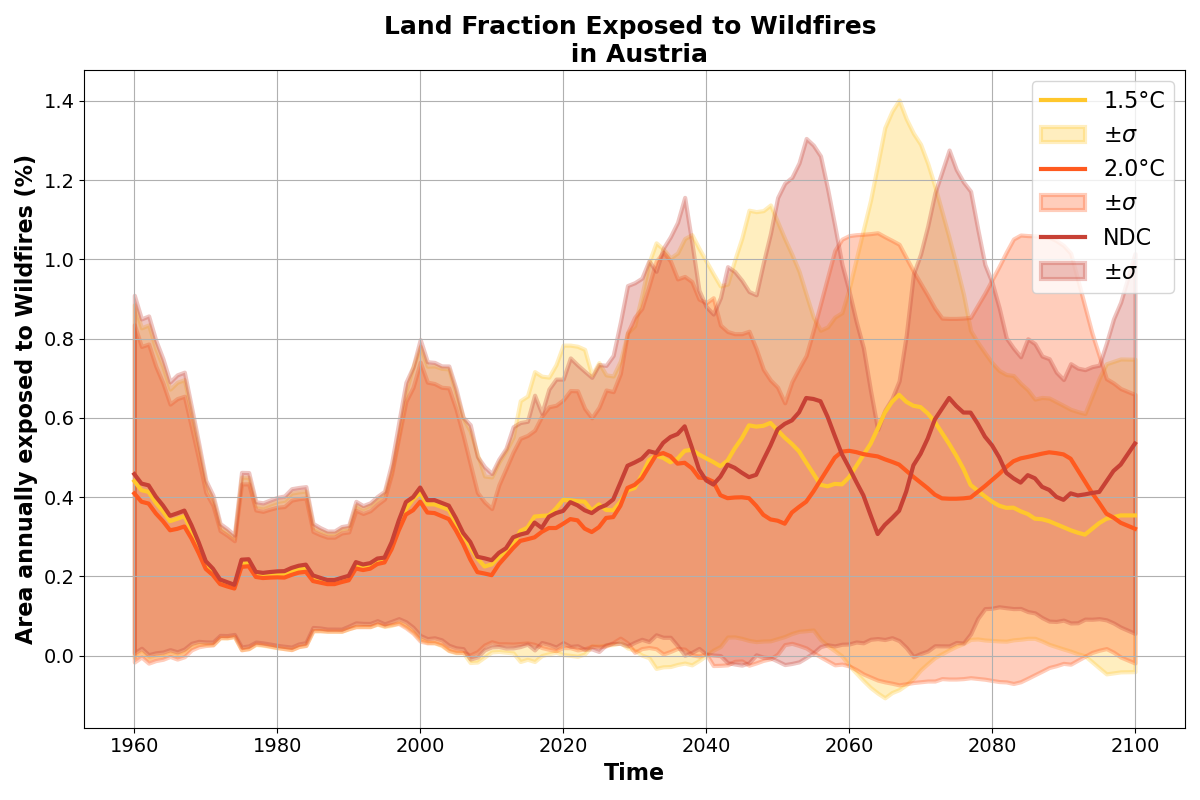 Land Fraction Exposed to Wildfires
in Austria
Area annually exposed to Wildfires (%)
1.4
1.2
1.0
0.8
0.6
0.4
0.2
0.0
1.5°C
±σ
2.0°C
±σ
NDC
±σ
1960 1980 2000 2020 2040 2060 2080 2100
Time